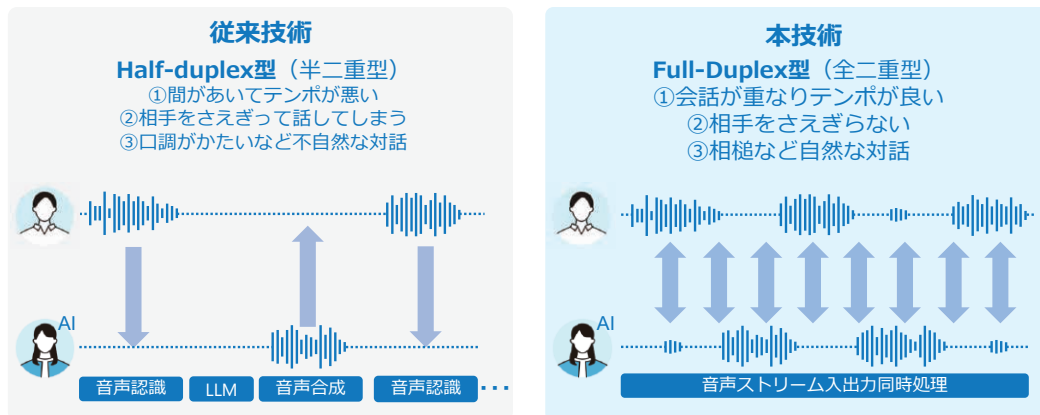 従来技術
Half-duplex型（半二重型）
①間があいてテンポが悪い
②相手をさえぎって話してしまう
③口調がかたいなど不自然な対話
AI
音声認識
LLM
音声合成
音声認識
･･･
本技術
Full-Duplex型（全二重型）
①会話が重なりテンポが良い
②相手をさえぎらない
③相槌など自然な対話
AI
音声ストリーム入出力同時処理